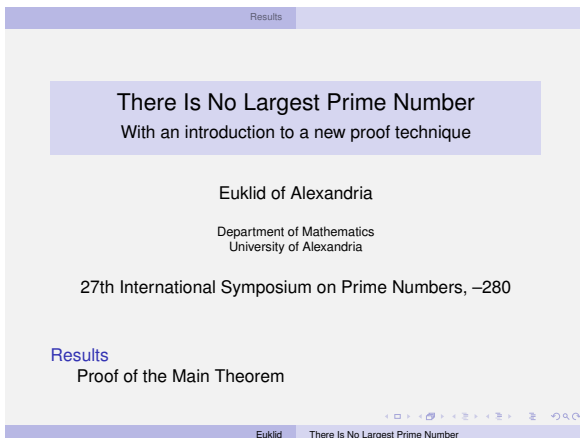 Results
There Is No Largest Prime Number
With an introduction to a new proof technique
Euklid of Alexandria
Department of Mathematics
University of Alexandria
27th International Symposium on Prime Numbers, –280
Results
Proof of the Main Theorem
Euklid There Is No Largest Prime Number